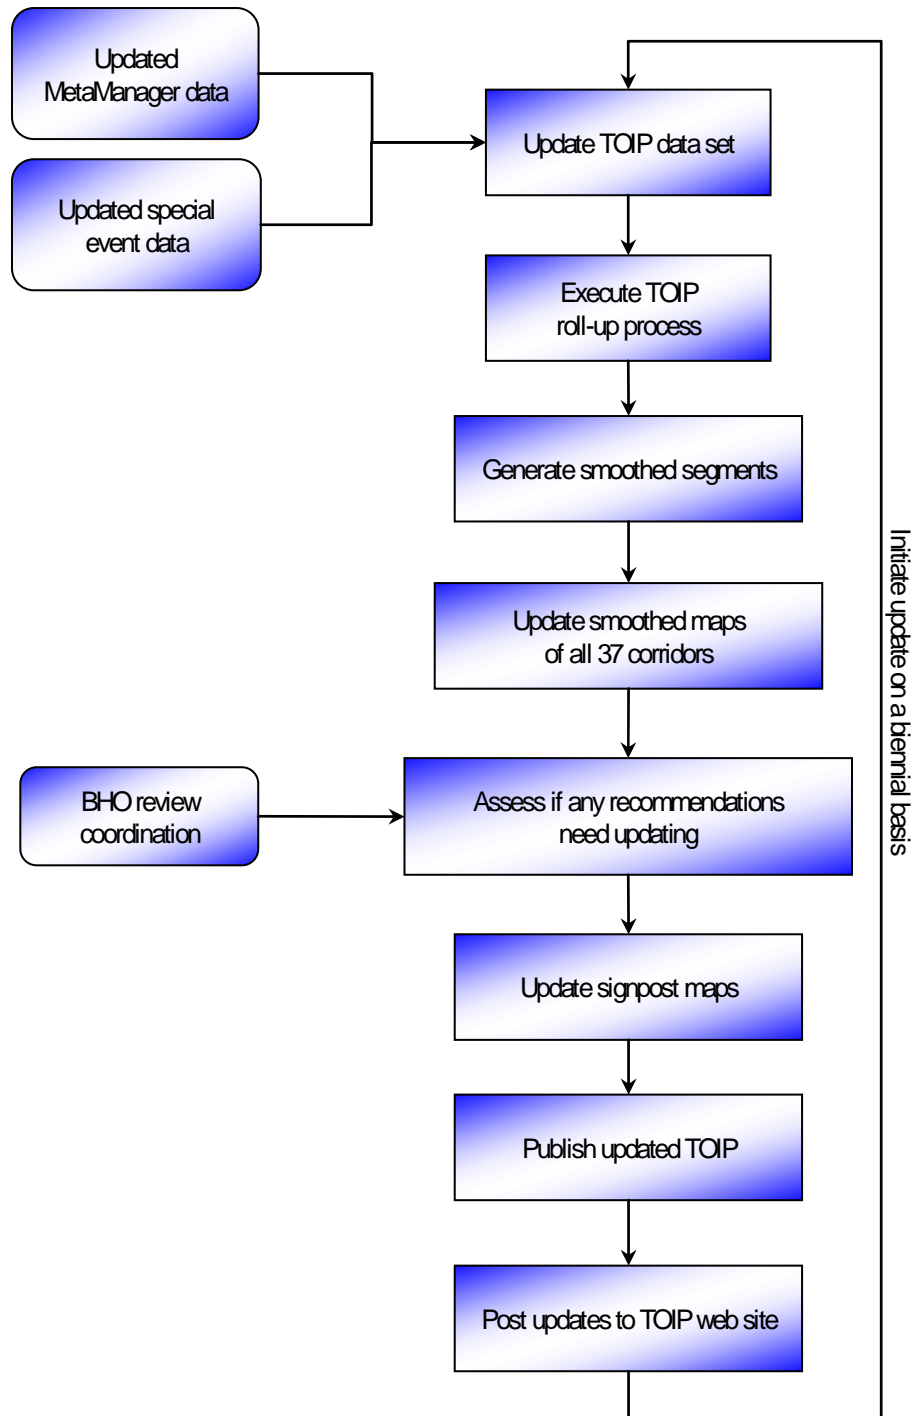 Updated
MetaManager data
Updated special
event data
Update TOIP data set
Execute TOIP
roll-up process
Generate smoothed segments
Update smoothed maps
of all 37 corridors
BHO review
coordination
Assess if any recommendations
need updating
Update signpost maps
Publish updated TOIP
Post updates to TOIP web site
Initiate update on a biennial basis